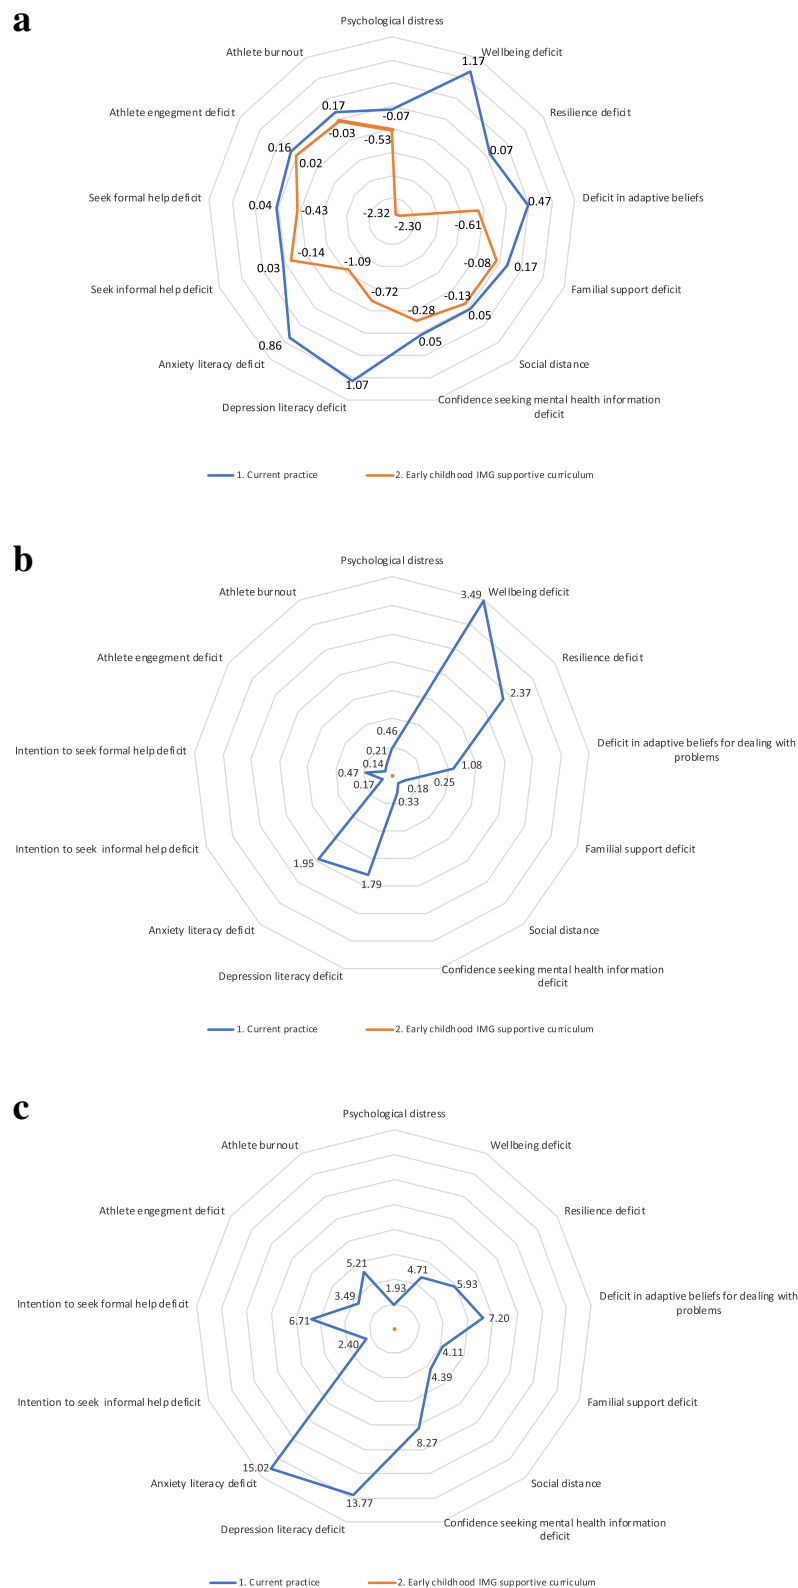 a
Psychological distress
Athlete burnout
Wellbeing deficit
1.17
Athlete engegment deficit
Resilience deficit
0.17
-0.07
-0.03
-0.53
0.16
0.07
0.02
Seek formal help deficit
Deficit in adaptive beliefs
0.04
-0.43
-2.32
-2.30
0.47
-0.61
-0.14
-1.09
-0.08
0.03
0.17
Seek informal help deficit
Familial support deficit
-0.72
-0.13
-0.28
0.05
0.86
0.05
Anxiety literacy deficit
Social distance
1.07
Depression literacy deficit
Confidence seeking mental health information
deficit
1. Current practice
2. Early childhood IMG supportive curriculum
b
Psychological distress
Athlete burnout
3.49
Wellbeing deficit
Athlete engegment deficit
Resilience deficit
2.37
0.46
Intention to seek formal help deficit
0.21
Deficit in adaptive beliefs for dealing with
problems
0.14
1.08
0.47
0.17
0.25
0.18
0.33
Intention to seek informal help deficit
Familial support deficit
1.95
1.79
Anxiety literacy deficit
Social distance
Depression literacy deficit
Confidence seeking mental health information
deficit
1. Current practice
2. Early childhood IMG supportive curriculum
c
Psychological distress
Athlete burnout
Wellbeing deficit
Athlete engegment deficit
Resilience deficit
5.21
4.71
1.93
5.93
3.49
Intention to seek formal help deficit
Deficit in adaptive beliefs for dealing with
problems
6.71
7.20
2.40
4.11
4.39
Intention to seek informal help deficit
Familial support deficit
8.27
15.02
Anxiety literacy deficit
Social distance
13.77
Depression literacy deficit
Confidence seeking mental health information
deficit
1. Current practice
2. Early childhood IMG supportive curriculum